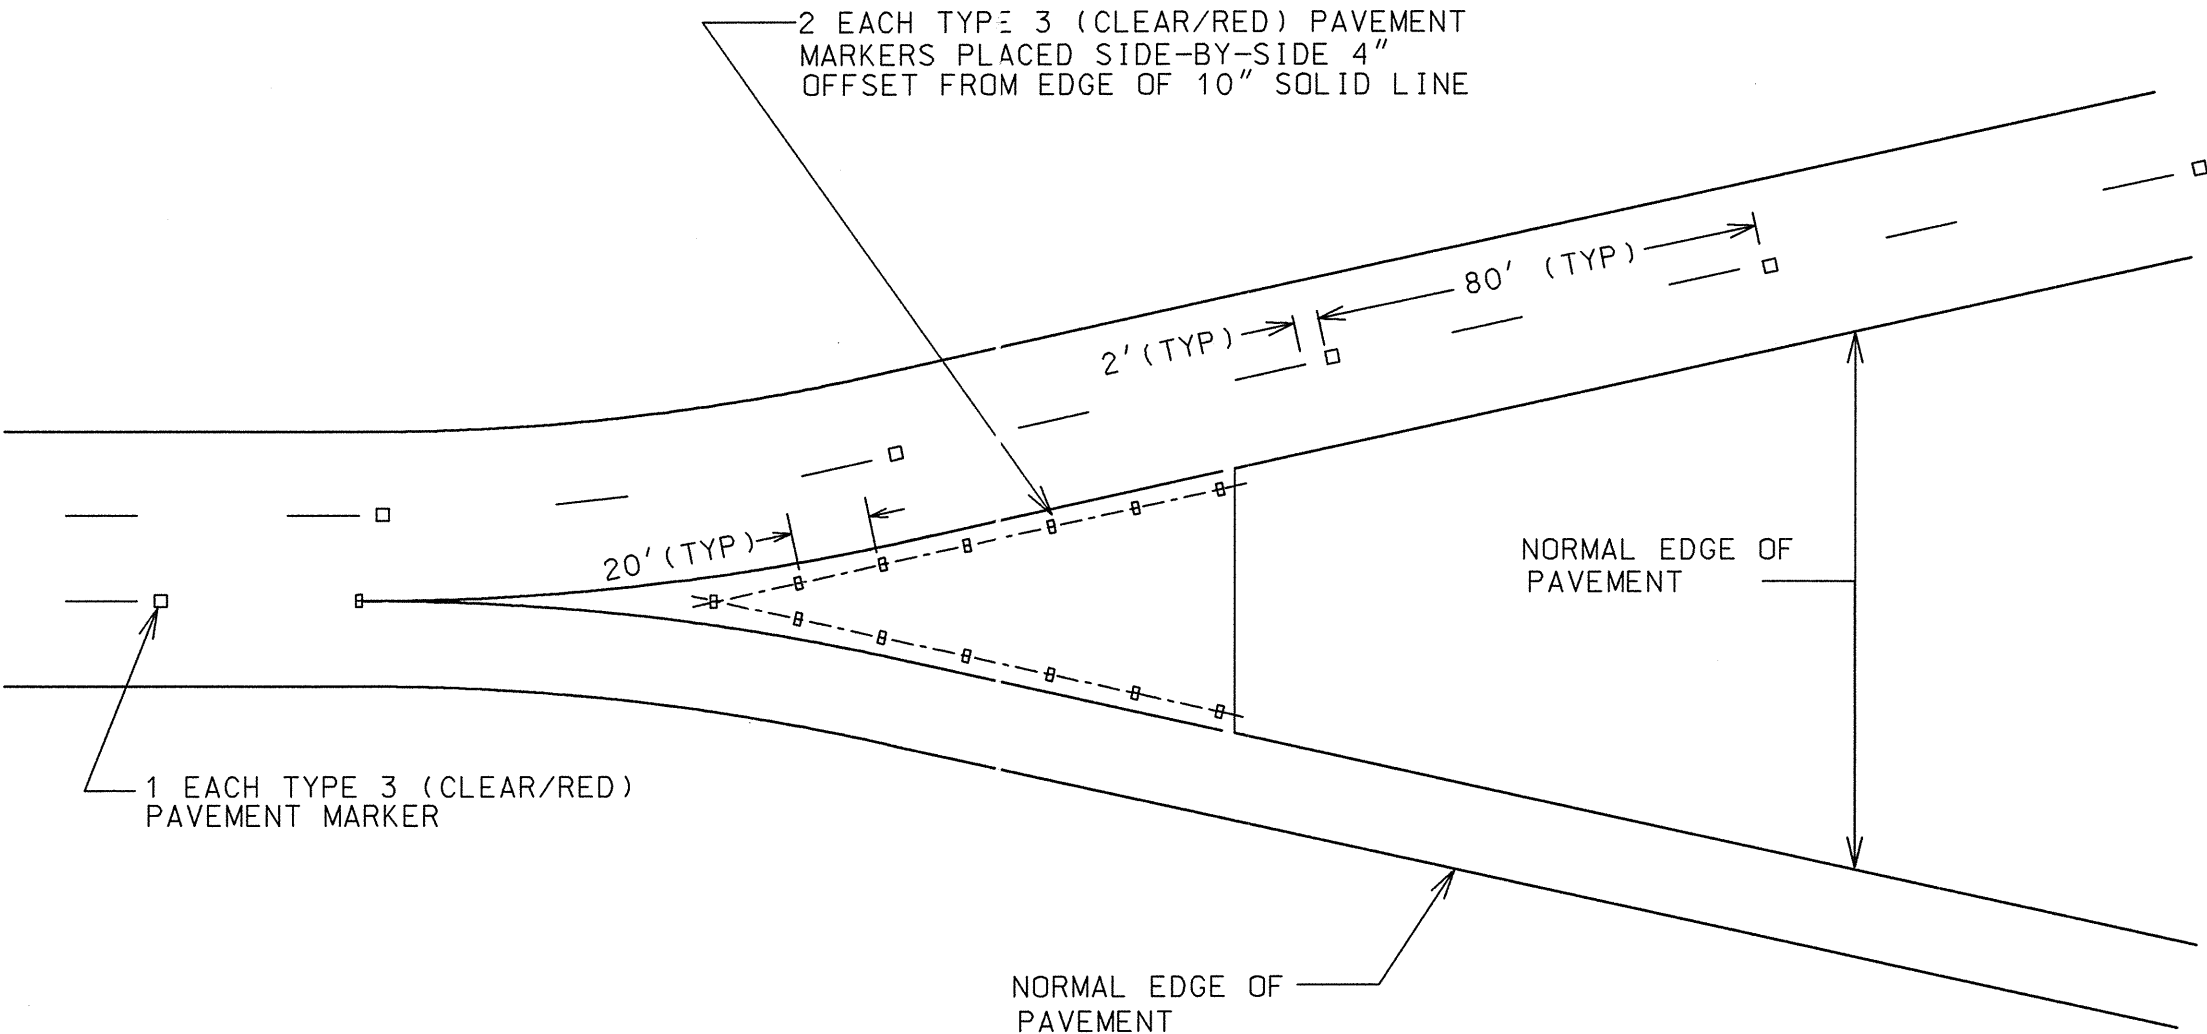 2 EACH TYPE 3 (CLEAR/RED) PAVEMENT
MARKERS PLACED SIDE-BY-SIDE 4"
OFFSET FROM EDGE OF 10" SOLID LINE
80' (TYP)
2' (TYP)
20' (TYP)
NORMAL EDGE OF
PAVEMENT
1 EACH TYPE 3 (CLEAR/RED)
PAVEMENT MARKER
NORMAL EDGE OF
PAVEMENT